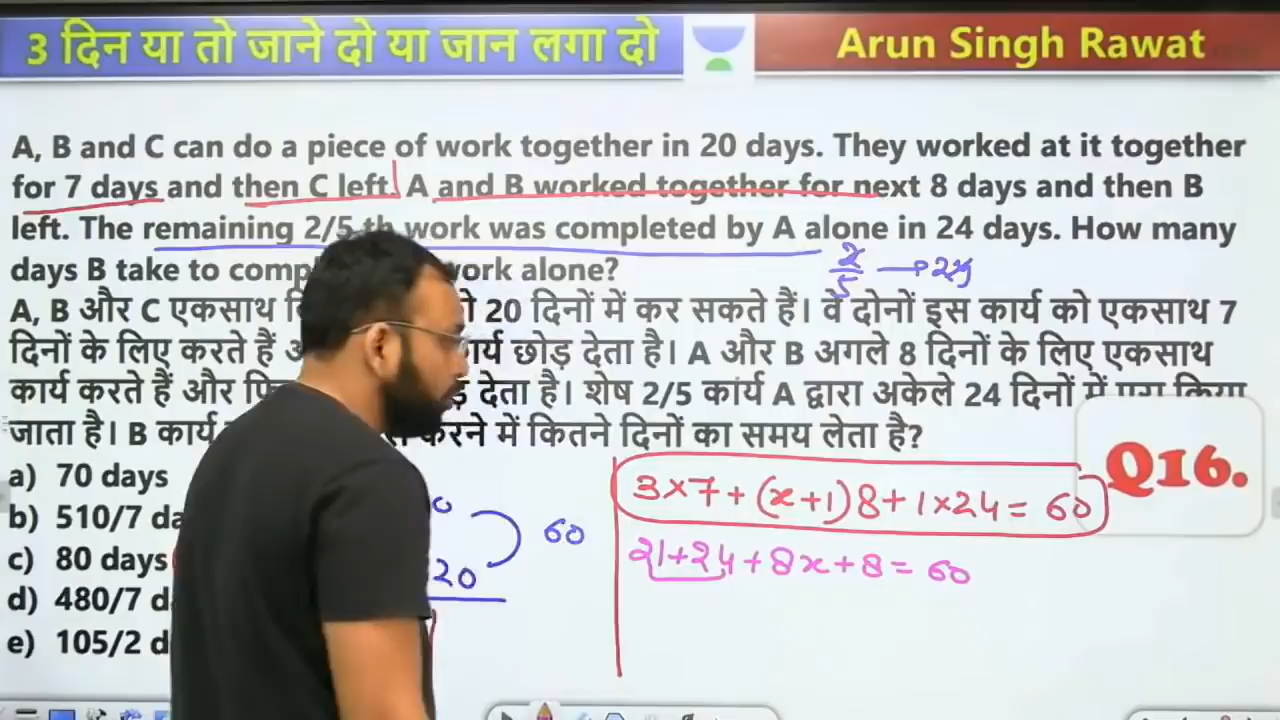 3 दिन या तो जाने दो या जान लगा दो
Arun Singh Rawat
A, B and C can do a piece of work together in 20 days. They worked at it together
for 7 days and then C left. A and B worked together for next 8 days and then B
left. The remaining 2/5 th work was completed by A alone in 24 days. How many
days B take to comp work alone?
2/5 → 24
A, B और C एकसाथ 20 दिनों में कर सकते हैं। वे दोनों इस कार्य को एकसाथ 7
दिनों के लिए करते हैं कार्य छोड़ देता है। A और B अगले 8 दिनों के लिए एकसाथ
कार्य करते हैं और देता है। शेष 2/5 कार्य A द्वारा अकेले 24 दिनों में पूरा किया
जाता है। B कार्य करने में कितने दिनों का समय लेता है?
Q16.
a) 70 days
b) 510/7 da
c) 80 days
d) 480/7 d
e) 105/2 d
0
20
60
3×7+(x+1)8+1×24=60
21+24+8x+8=60